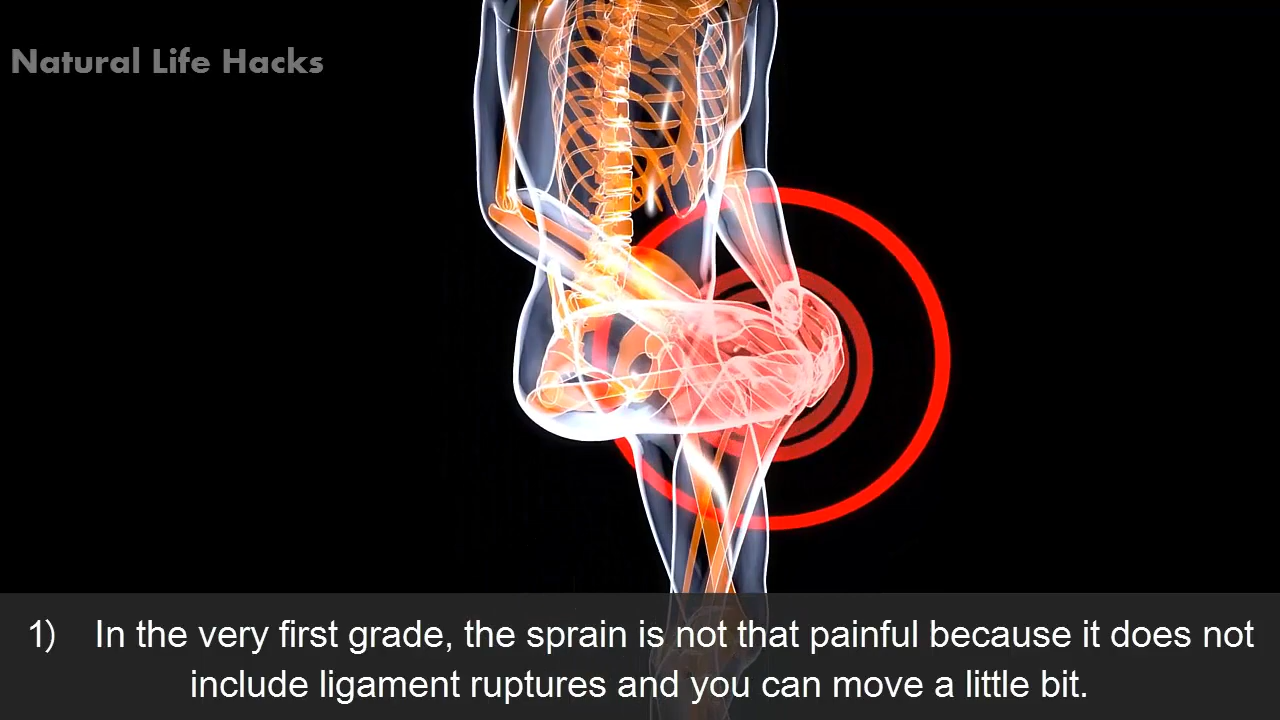 Natural Life Hacks
1) In the very first grade, the sprain is not that painful because it does not
include ligament ruptures and you can move a little bit.